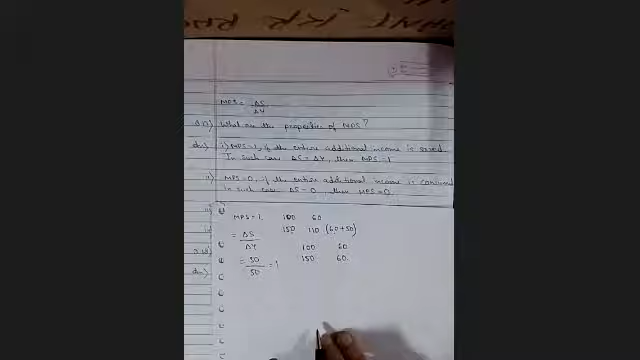 MPS = ΔS/ΔY
What are the properties of MPS?
i) MPS = 1, if the entire additional income is saved.
In such case ΔS = ΔY, then MPS = 1
ii) MPS = 0, if the entire additional income is consumed
In such case ΔS = 0, then MPS = 0.
MPS = 1. 100 60
= ΔS/ΔY 150 110 (60+50)
100 60
= 50/50 = 1 150 60.